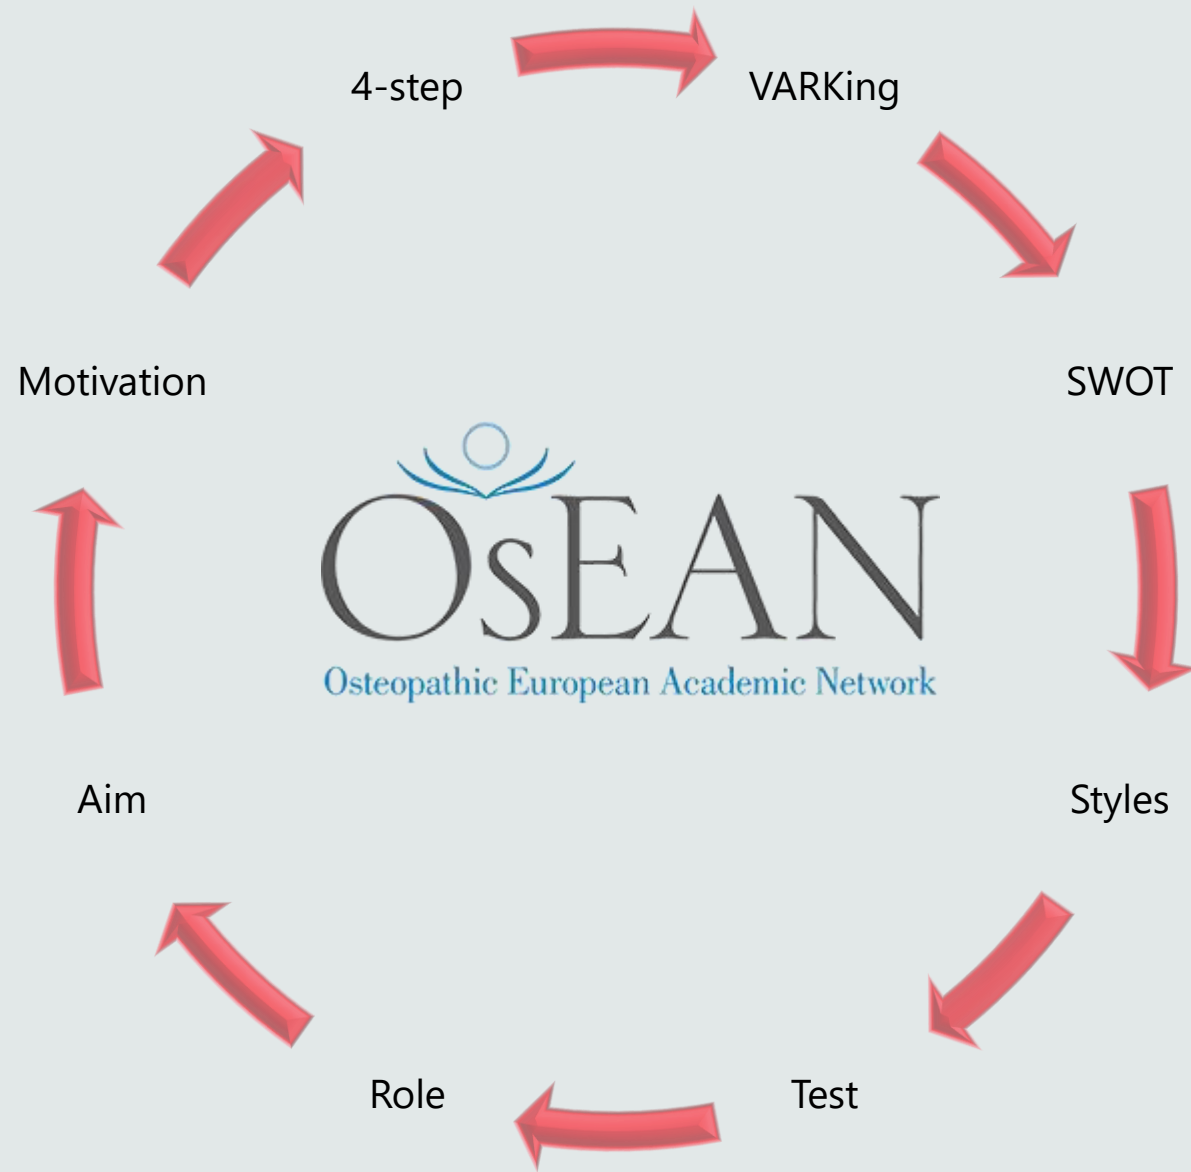 4-step
VARKing
Motivation
SWOT
OsEAN
Osteopathic European Academic Network
Aim
Styles
Role
Test